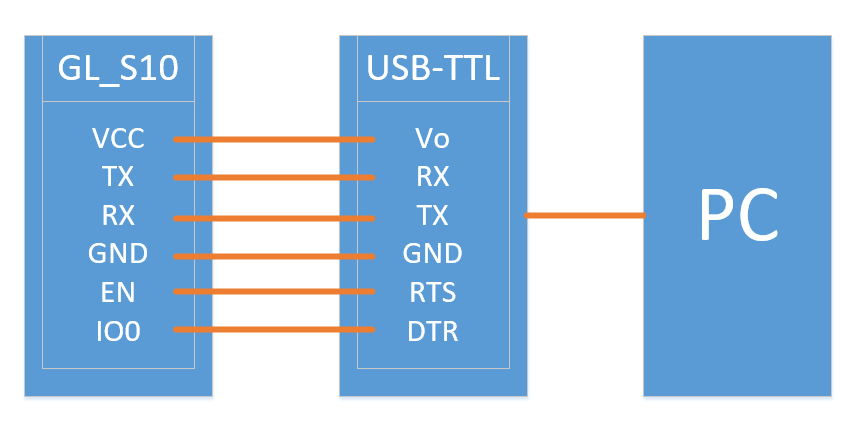 GL_S10
VCC
TX
RX
GND
EN
IO0
USB-TTL
Vo
RX
TX
GND
RTS
DTR
PC